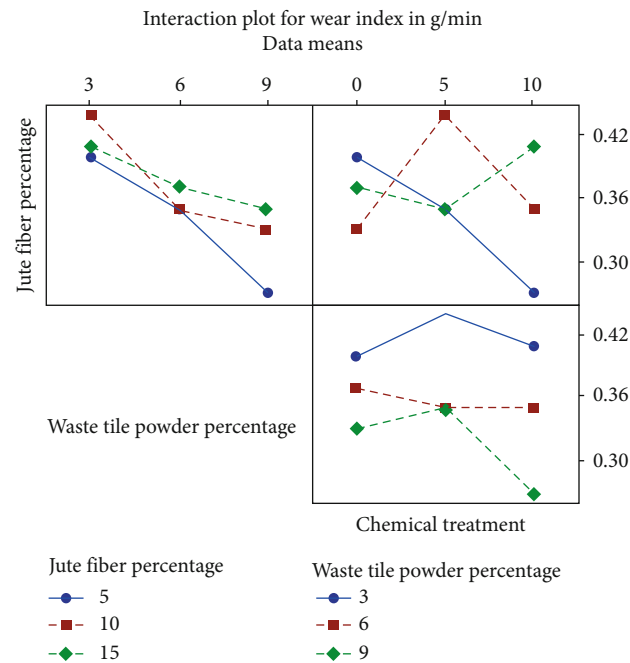 Interaction plot for wear index in g/min
Data means
3 6 9 0 5 10
Jute fiber percentage
0.42
0.36
0.30
Waste tile powder percentage
0.42
0.36
0.30
Chemical treatment
Jute fiber percentage
5
10
15
Waste tile powder percentage
3
6
9